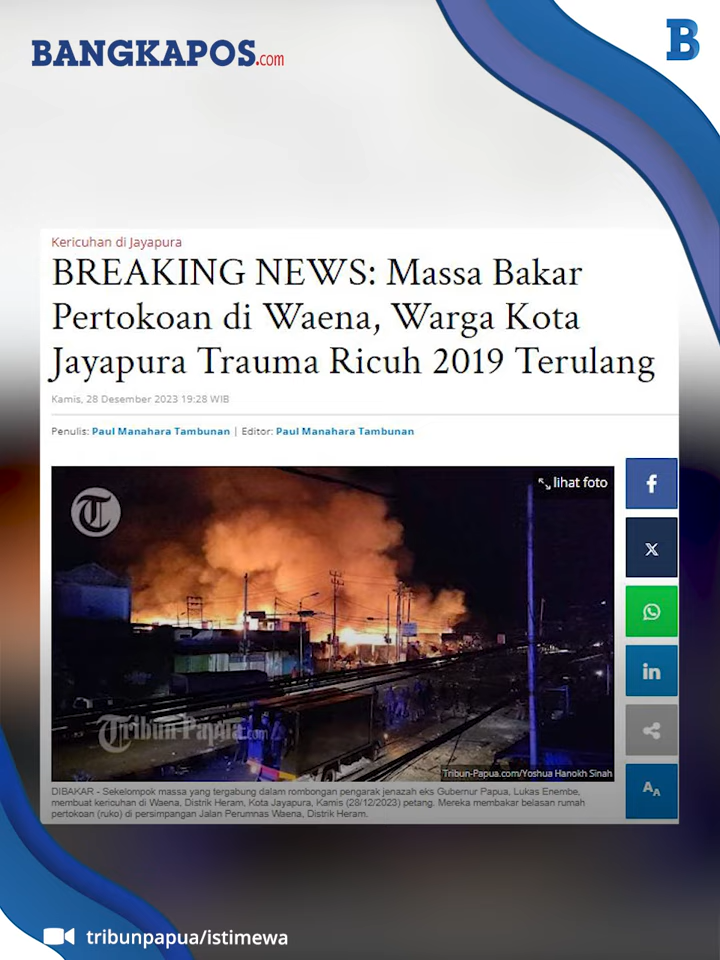 BANGKAPOS.com
B
Kericuhan di Jayapura
BREAKING NEWS: Massa Bakar
Pertokoan di Waena, Warga Kota
Jayapura Trauma Ricuh 2019 Terulang
Kamis, 28 Desember 2023 19:28 WIB
Penulis: Paul Manahara Tambunan | Editor: Paul Manahara Tambunan
lihat foto
T
f
X
in
Tribun-Papua.com
AA
Tribun-Papua.com/Yoshua Hanokh Sinah
DIBAKAR - Sekelompok massa yang tergabung dalam rombongan pengarak jenazah eks Gubernur Papua, Lukas Enembe,
membuat kericuhan di Waena, Distrik Heram, Kota Jayapura, Kamis (28/12/2023) petang. Mereka membakar belasan rumah
pertokoan (ruko) di persimpangan Jalan Perumnas Waena, Distrik Heram.
tribunpapua/istimewa